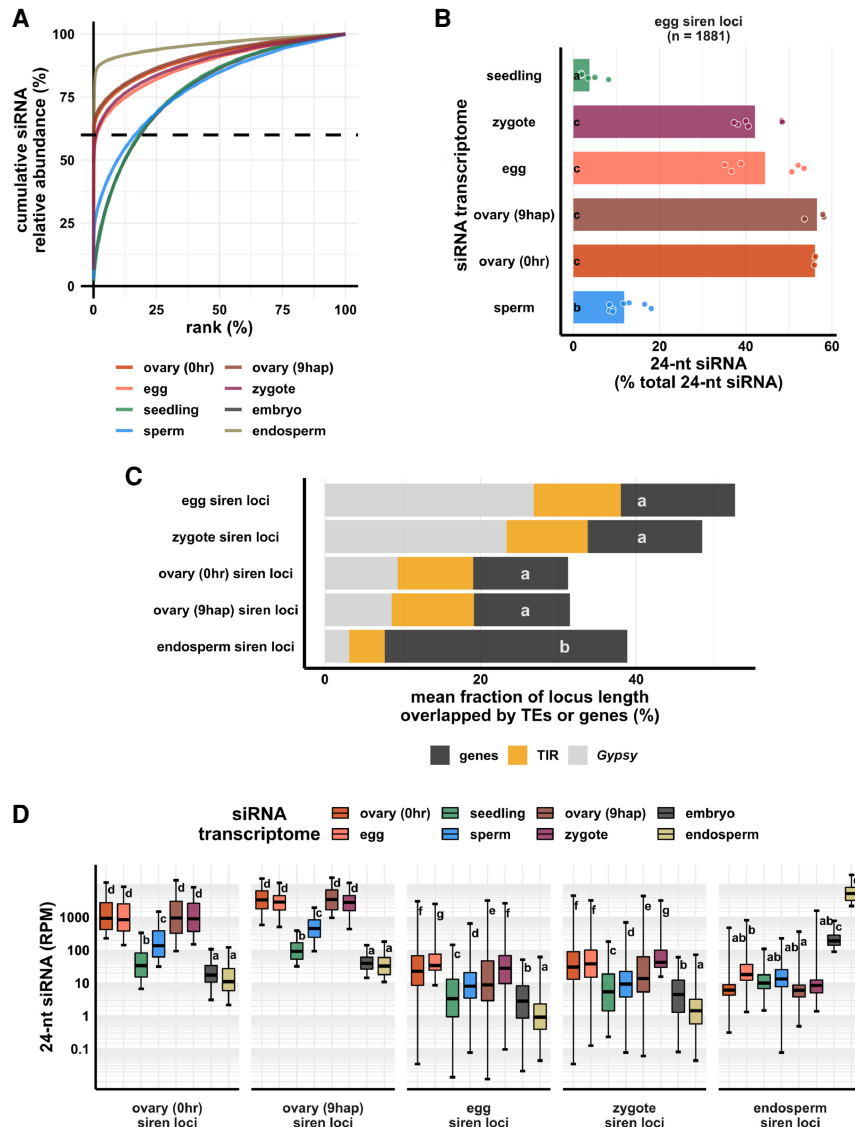 A
cumulative siRNA
relative abundance (%)
100
75
50
25
0
0 25 50 75 100
rank (%)
ovary (0hr) ovary (9hap)
egg zygote
seedling embryo
sperm endosperm
B
egg siren loci
(n = 1881)
siRNA transcriptome
seedling a
zygote c
egg c
ovary (9hap) c
ovary (0hr) c
sperm b
0 20 40 60
24-nt siRNA
(% total 24-nt siRNA)
C
egg siren loci a
zygote siren loci a
ovary (0hr) siren loci a
ovary (9hap) siren loci a
endosperm siren loci b
0 20 40
mean fraction of locus length
overlapped by TEs or genes (%)
genes TIR Gypsy
D
siRNA
transcriptome
ovary (0hr) seedling ovary (9hap) embryo
egg sperm zygote endosperm
24-nt siRNA (RPM)
1000
100
10
1
0.1
d d b c d d a a
d d b c d d a a
f g c d e f b a
f f c d e g b a
ab b ab ab a ab c d
ovary (0hr)
siren loci
ovary (9hap)
siren loci
egg
siren loci
zygote
siren loci
endosperm
siren loci